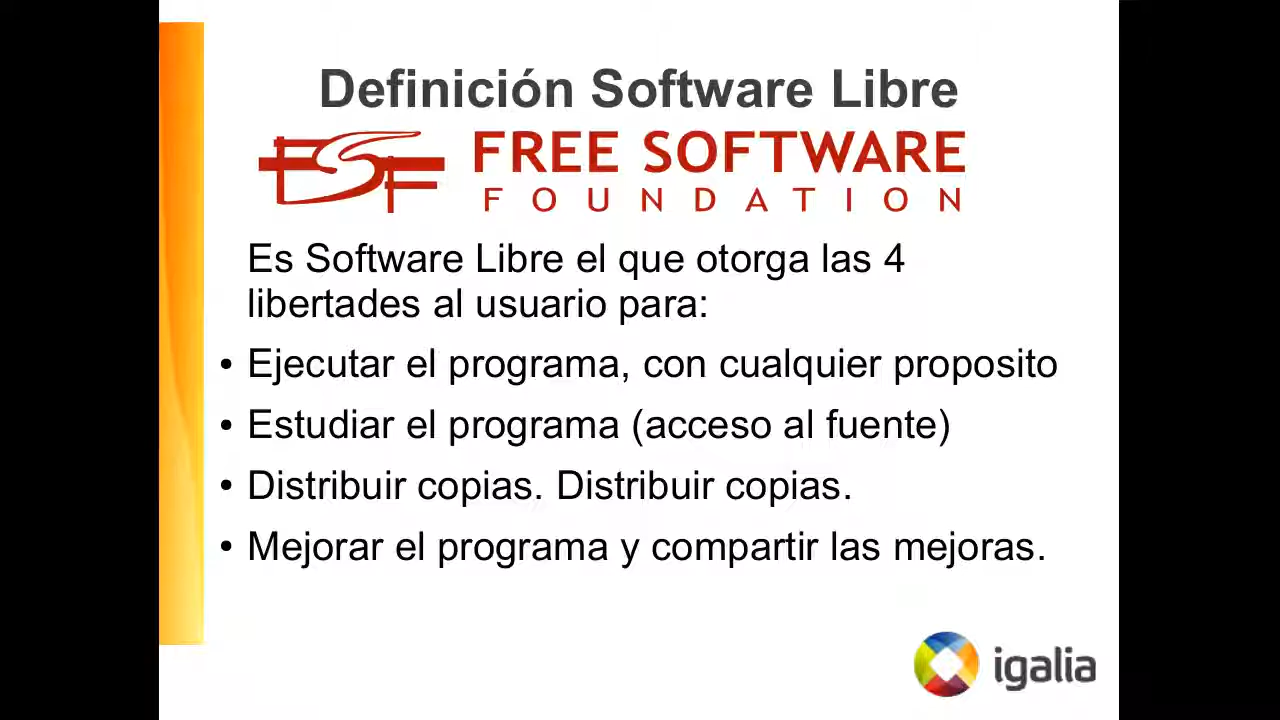 Definición Software Libre
FSF FREE SOFTWARE
FOUNDATION
Es Software Libre el que otorga las 4
libertades al usuario para:
• Ejecutar el programa, con cualquier proposito
• Estudiar el programa (acceso al fuente)
• Distribuir copias. Distribuir copias.
• Mejorar el programa y compartir las mejoras.
igalia